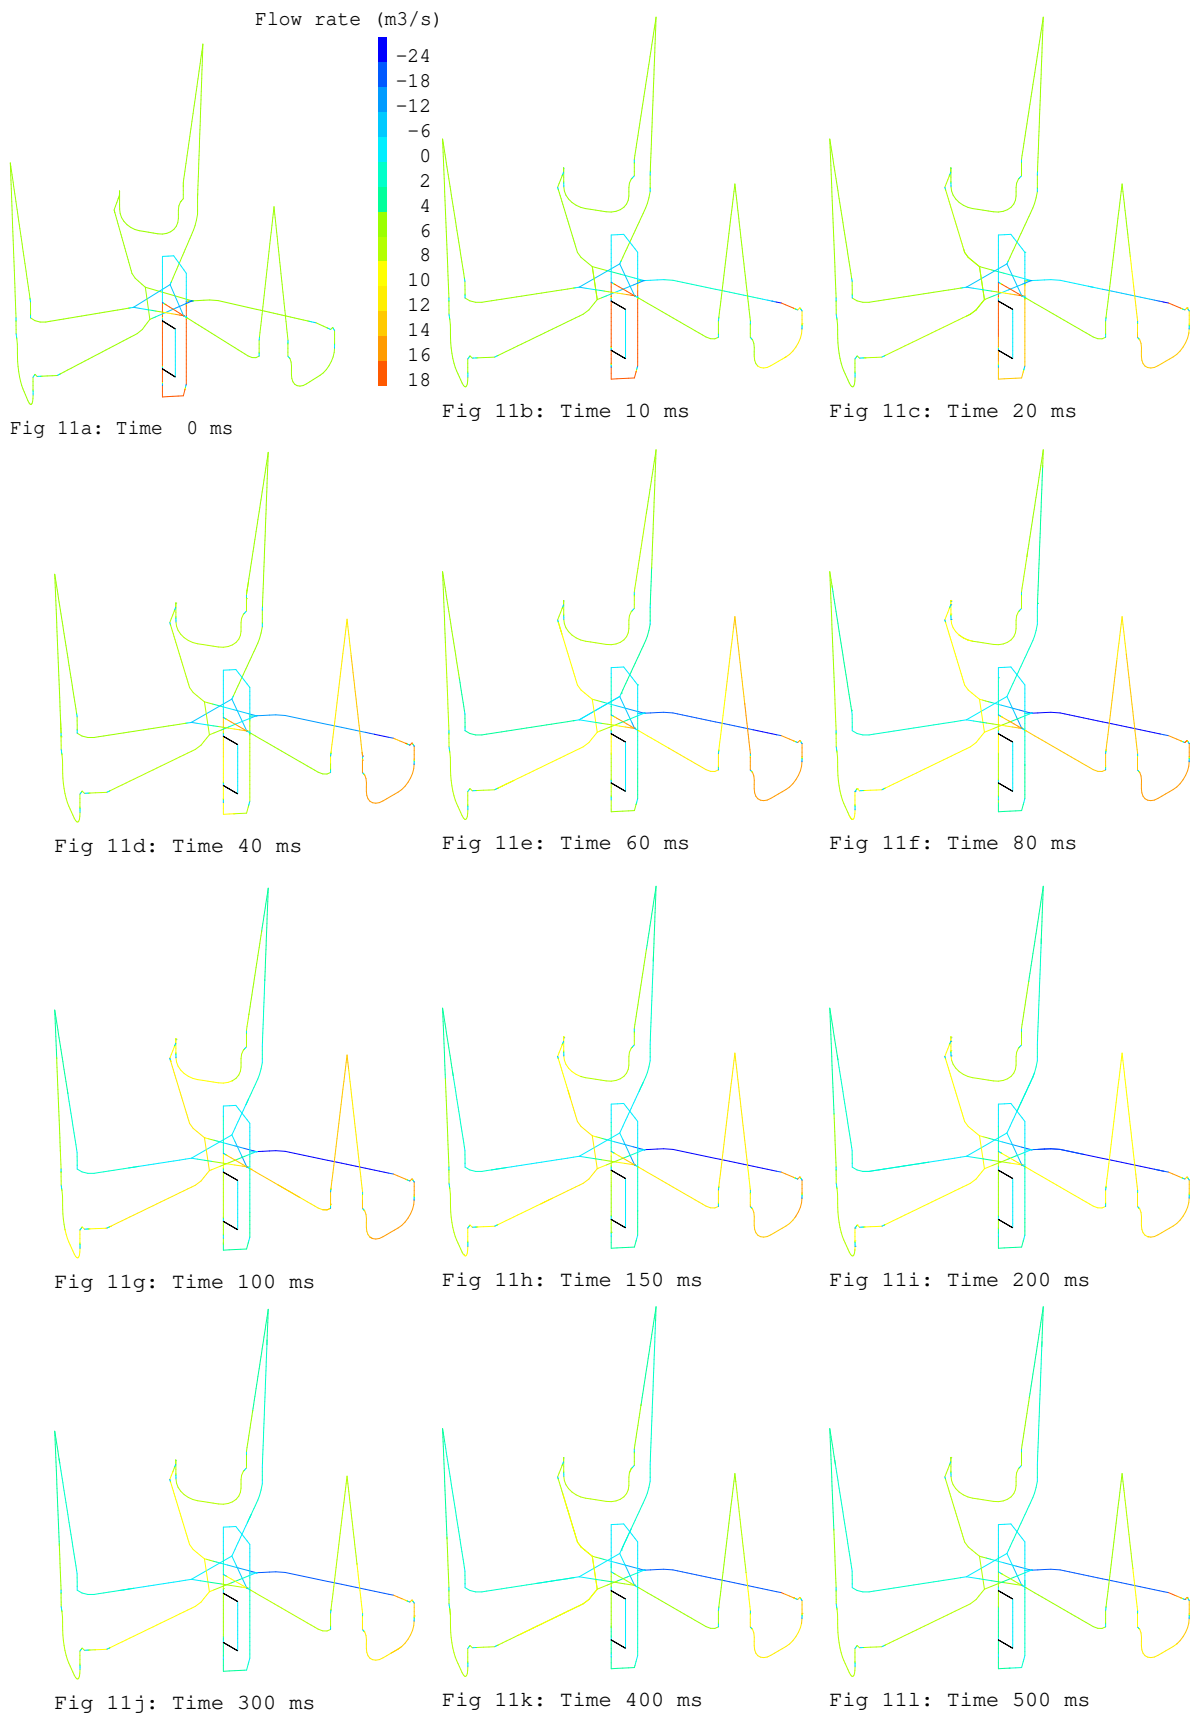 Flow rate (m3/s)
-24
-18
-12
-6
0
2
4
6
8
10
12
14
16
18
Fig 11a: Time  0 ms
Fig 11b: Time 10 ms
Fig 11c: Time 20 ms
Fig 11d: Time 40 ms
Fig 11e: Time 60 ms
Fig 11f: Time 80 ms
Fig 11g: Time 100 ms
Fig 11h: Time 150 ms
Fig 11i: Time 200 ms
Fig 11j: Time 300 ms
Fig 11k: Time 400 ms
Fig 11l: Time 500 ms